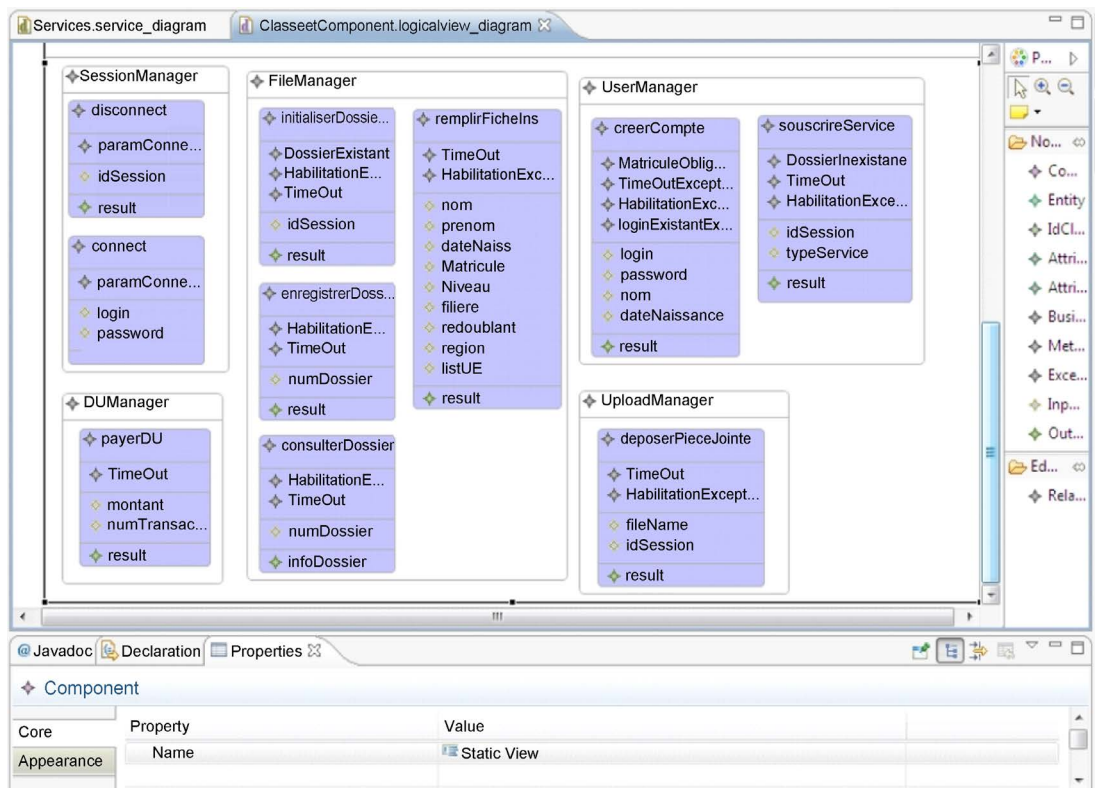 Services.service_diagram
ClasseetComponent.logicalview_diagram
SessionManager
disconnect
paramConne...
idSession
result
connect
paramConne...
login
password
DUManager
payerDU
TimeOut
montant
numTransac...
result
FileManager
initialiserDossie...
DossierExistant
HabilitationE...
TimeOut
idSession
result
enregistrerDoss...
HabilitationE...
TimeOut
numDossier
result
consulterDossier
HabilitationE...
TimeOut
numDossier
infoDossier
remplirFicheIns
TimeOut
HabilitationExc...
nom
prenom
dateNaiss
Matricule
Niveau
filiere
redoublant
region
listUE
result
UserManager
creerCompte
MatriculeOblig...
TimeOutExcept...
HabilitationExc...
loginExistantEx...
login
password
nom
dateNaissance
result
souscrireService
DossierInexistane
TimeOut
HabilitationExce...
idSession
typeService
result
UploadManager
deposerPieceJointe
TimeOut
HabilitationExcept...
fileName
idSession
result
P...
No...
Co...
Entity
IdCl...
Attri...
Attri...
Busi...
Met...
Exce...
Inp...
Out...
Ed...
Rela...
@ Javadoc Declaration Properties
Component
Core
Appearance
Property Value
Name Static View